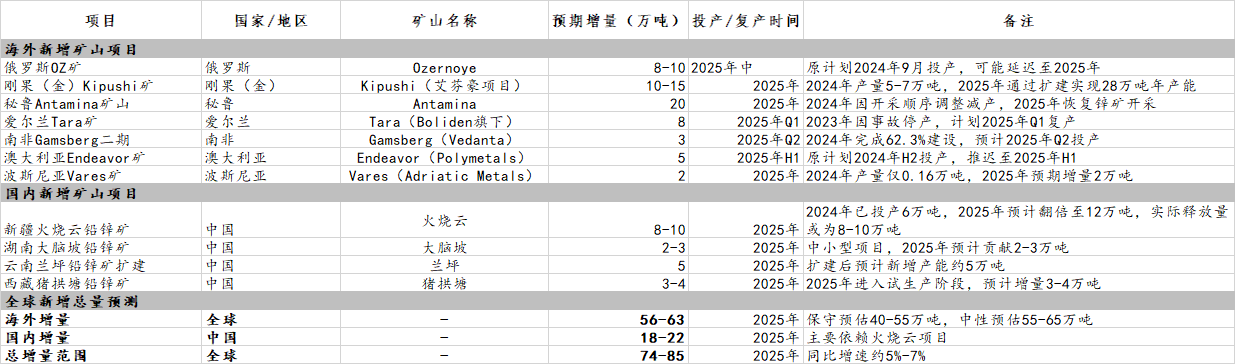 项目 国家/地区 矿山名称 预期增量（万吨） 投产/复产时间 备注
海外新增矿山项目
俄罗斯OZ矿 俄罗斯 Ozernoye 8-10 2025年中 原计划2024年9月投产，可能延迟至2025年
刚果（金）Kipushi矿 刚果（金） Kipushi（艾芬豪项目） 10-15 2025年 2024年产量5-7万吨，2025年通过扩建实现28万吨年产能
秘鲁Antamina矿山 秘鲁 Antamina 20 2025年 2024年因开采顺序调整减产，2025年恢复锌矿开采
爱尔兰Tara矿 爱尔兰 Tara（Boliden旗下） 8 2025年Q1 2023年因事故停产，计划2025年Q1复产
南非Gamsberg二期 南非 Gamsberg（Vedanta） 3 2025年Q2 2024年完成62.3%建设，预计2025年Q2投产
澳大利亚Endeavor矿 澳大利亚 Endeavor（Polymetals） 5 2025年H1 原计划2024年H2投产，推迟至2025年H1
波斯尼亚Vares矿 波斯尼亚 Vares（Adriatic Metals） 2 2025年 2024年产量仅0.16万吨，2025年预期增量2万吨
国内新增矿山项目
新疆火烧云铅锌矿 中国 火烧云 8-10 2025年 2024年已投产6万吨，2025年预计翻倍至12万吨，实际释放量
或为8-10万吨
湖南大脑坡铅锌矿 中国 大脑坡 2-3 2025年 中小型项目，2025年预计贡献2-3万吨
云南兰坪铅锌矿扩建 中国 兰坪 5 2025年 扩建后预计新增产能约5万吨
西藏猪拱塘铅锌矿 中国 猪拱塘 3-4 2025年 2025年进入试生产阶段，预计增量3-4万吨
全球新增总量预测
海外增量 全球 - 56-63 2025年 保守预估40-55万吨，中性预估55-65万吨
国内增量 中国 - 18-22 2025年 主要依赖火烧云项目
总增量范围 全球 - 74-85 2025年 同比增速约5%-7%